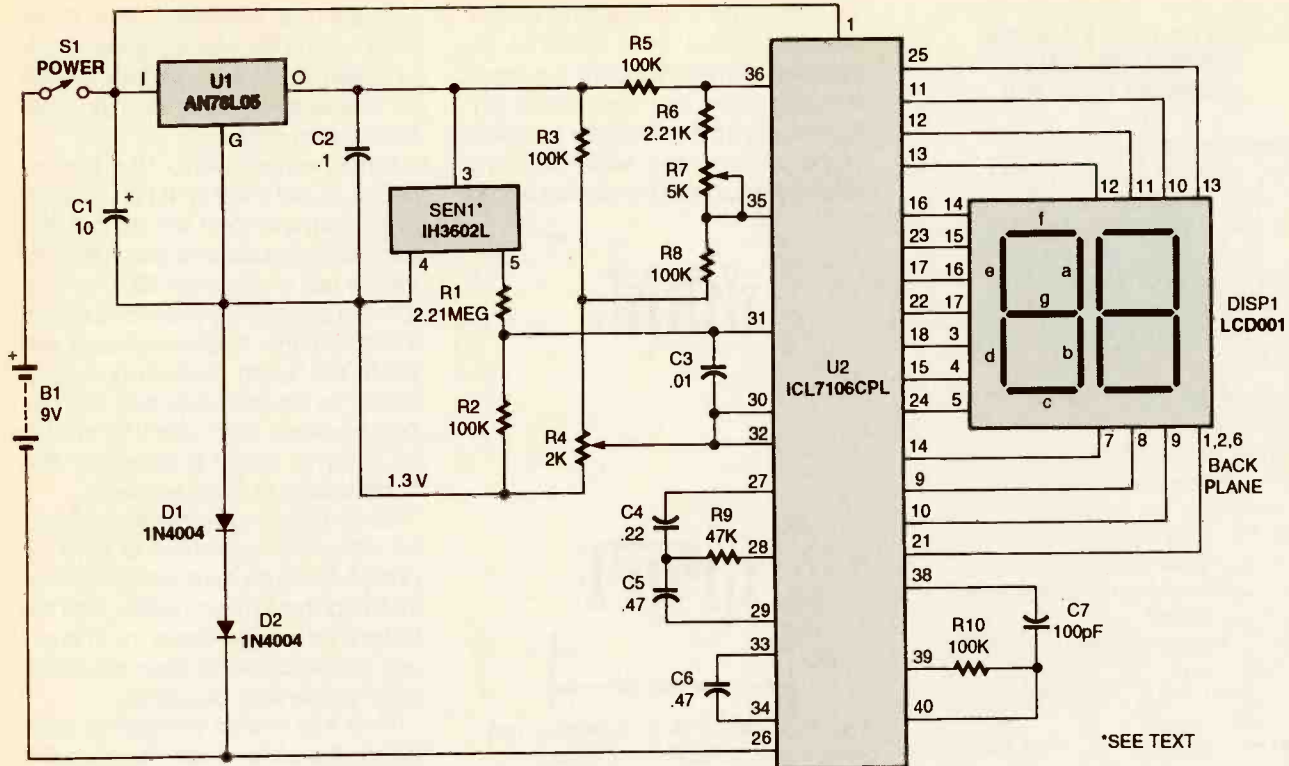 S1
POWER
I
U1
AN78L05
O
G
C1
10
+
C2
.1
3
SEN1*
IH3602L
4
5
R1
2.21MEG
R2
100K
R3
100K
R4
2K
R5
100K
R6
2.21K
R7
5K
R8
100K
1.3 V
C3
.01
C4
.22
R9
47K
C5
.47
C6
.47
+
B1
9V
D1
1N4004
D2
1N4004
1
36
35
31
30
32
27
28
29
33
34
26
U2
ICL7106CPL
25
11
12
13
16
23
17
22
18
15
24
14
9
10
21
38
39
40
12 11 10 13
14
15
16
17
3
4
5
f
e
a
g
d
b
c
DISP1
LCD001
7 8 9 1,2,6
BACK
PLANE
C7
100pF
R10
100K
*SEE TEXT